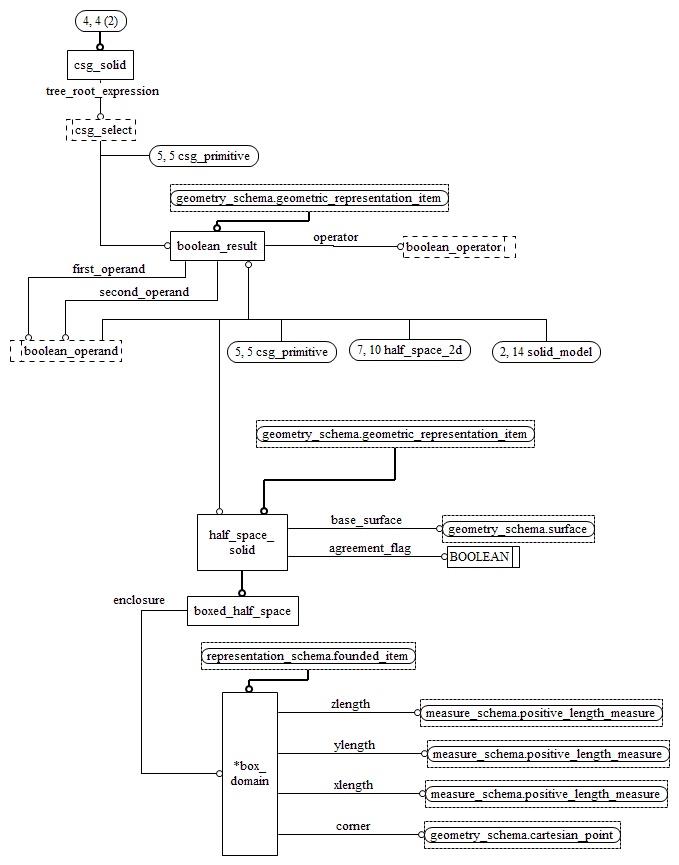 4, 4 (2)
csg_solid
tree_root_expression
csg_select
5, 5 csg_primitive
geometry_schema.geometric_representation_item
boolean_result
operator
boolean_operator
first_operand
second_operand
boolean_operand
5, 5 csg_primitive
7, 10 half_space_2d
2, 14 solid_model
geometry_schema.geometric_representation_item
half_space_
solid
base_surface
geometry_schema.surface
agreement_flag
BOOLEAN
enclosure
boxed_half_space
representation_schema.founded_item
zlength
measure_schema.positive_length_measure
ylength
measure_schema.positive_length_measure
*box_
domain
xlength
measure_schema.positive_length_measure
corner
geometry_schema.cartesian_point